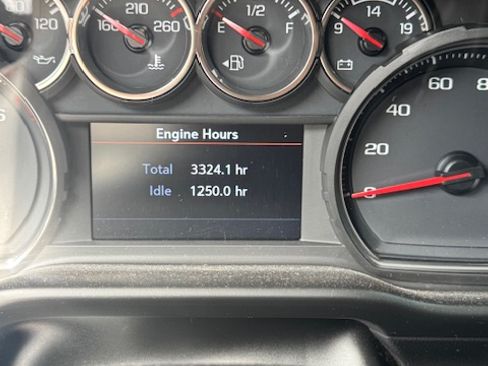 80 120
160 210 260
E 1/2 F
9 14 19
Engine Hours
Total 3324.1 hr
Idle 1250.0 hr
60
40
20